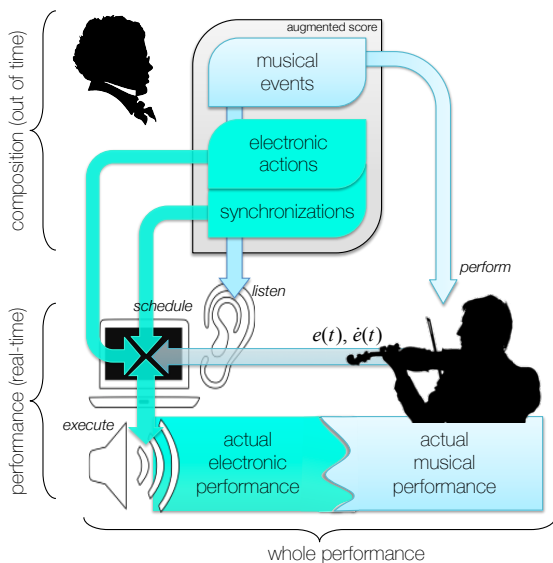 augmented score
musical
events
electronic
actions
synchronizations
composition (out of time)
perform
listen
schedule
e(t), ė(t)
performance (real-time)
execute
actual
electronic
performance
actual
musical
performance
whole performance